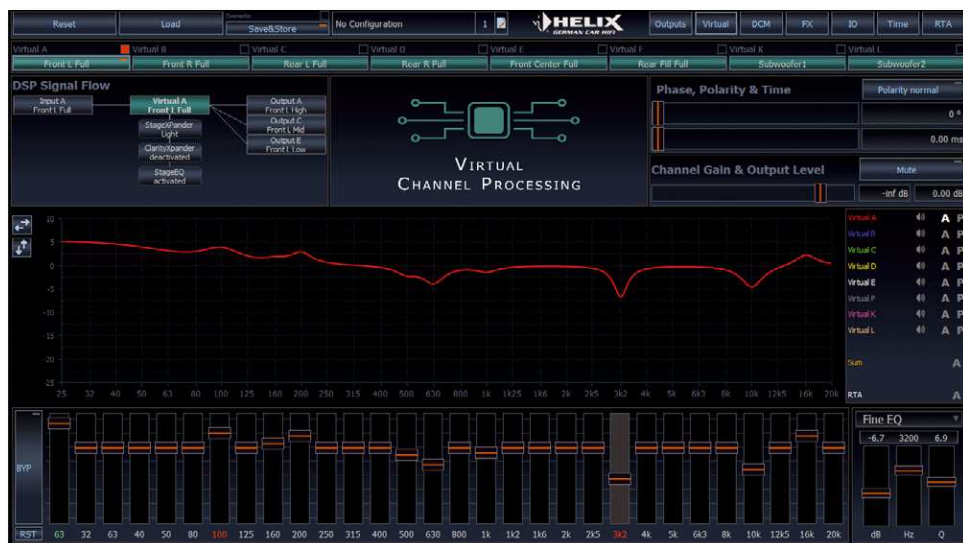 Reset Load Overwrite Save&Store No Configuration 1 HELIX GERMAN CAR HIFI Outputs Virtual DCM FX IO Time RTA
Virtual A Virtual B Virtual C Virtual D Virtual E Virtual F Virtual K Virtual L
Front L Full Front R Full Rear L Full Rear R Full Front Center Full Rear Fill Full Subwoofer1 Subwoofer2
DSP Signal Flow
Input A
Front L Full
Virtual A
Front L Full
StageXPander
Light
ClarityXpander
deactivated
StageEQ
activated
Output A
Front L High
Output C
Front L Mid
Output E
Front L Low
VIRTUAL
CHANNEL PROCESSING
Phase, Polarity & Time Polarity normal
0 °
0.00 ms
Channel Gain & Output Level Mute
-inf dB 0.00 dB
10
5
0
-5
-10
-15
-20
-25
25 32 40 50 63 80 100 125 160 200 250 315 400 500 630 800 1k 1k25 1k6 2k 2k5 3k2 4k 5k 6k3 8k 10k 12k5 16k 20k
Virtual A A P
Virtual B A P
Virtual C A P
Virtual D A P
Virtual E A P
Virtual F A P
Virtual K A P
Virtual L A P
Sum A
RTA A
BYP
RST 63 32 63 40 50 80 100 125 160 200 250 315 400 500 630 800 1k 1k2 1k6 2k 2k5 3k2 4k 5k 6k3 8k 10k 12k5 16k 20k
Fine EQ
-6.7 3200 6.9
dB Hz Q